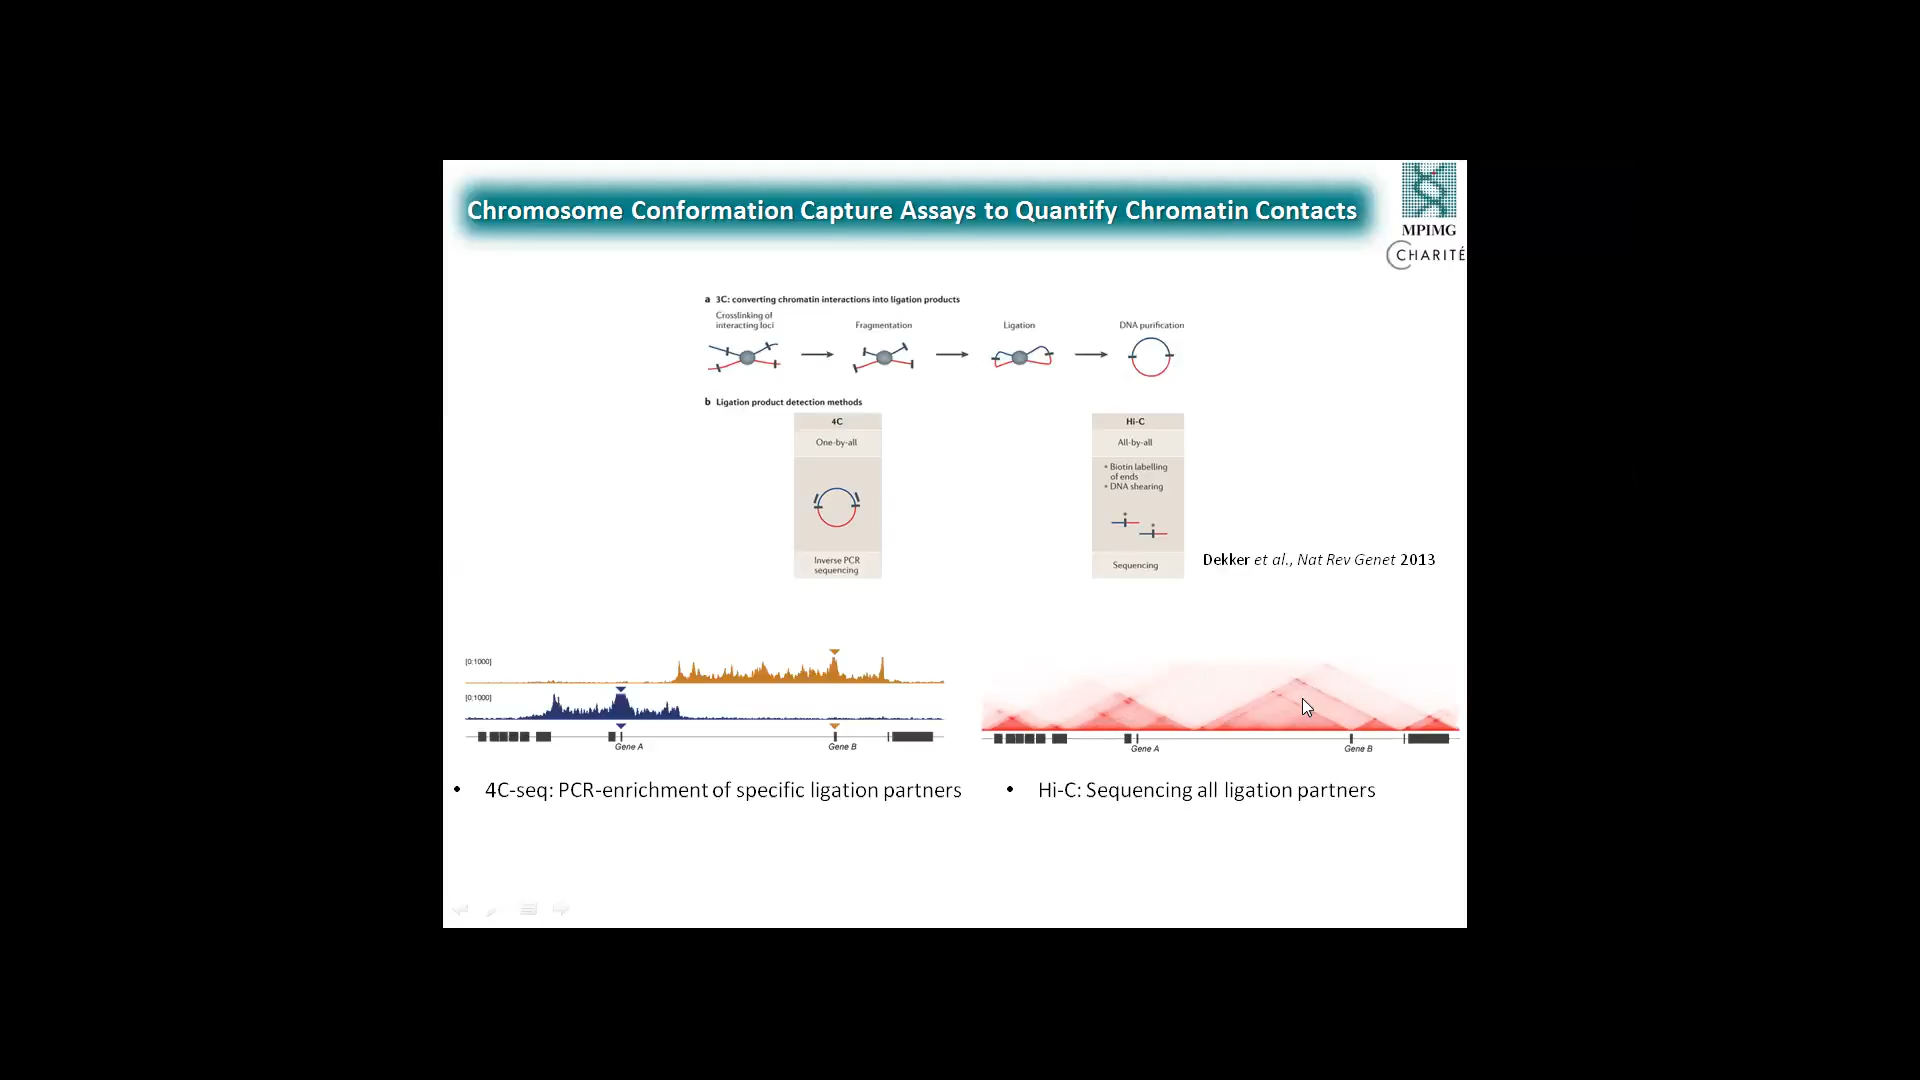 Chromosome Conformation Capture Assays to Quantify Chromatin Contacts
MPIMG
CHARITÉ
a 3C: converting chromatin interactions into ligation products
Crosslinking of
interacting loci
Fragmentation
Ligation
DNA purification
b Ligation product detection methods
4C
One-by-all
Inverse PCR
sequencing
Hi-C
All-by-all
• Biotin labelling
of ends
• DNA shearing
Sequencing
Dekker et al., Nat Rev Genet 2013
[0:1000]
[0:1000]
Gene A
Gene B
Gene A
Gene B
• 4C-seq: PCR-enrichment of specific ligation partners
• Hi-C: Sequencing all ligation partners